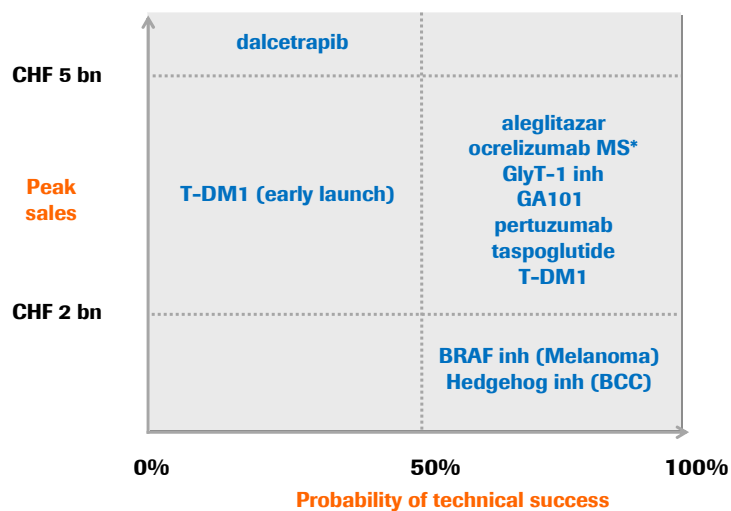 dalcetrapib
CHF 5 bn
aleglitazar
ocrelizumab MS*
GlyT-1 inh
Peak
sales
T-DM1 (early launch)
GA101
pertuzumab
taspoglutide
T-DM1
CHF 2 bn
BRAF inh (Melanoma)
Hedgehog inh (BCC)
0%
50%
100%
Probability of technical success